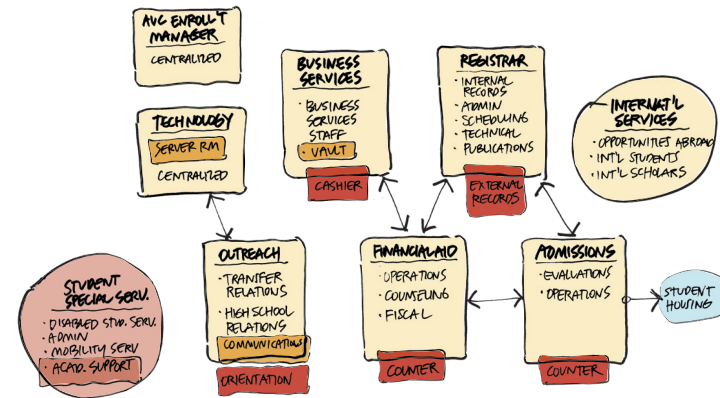 AVC ENROLL'T
MANAGER
CENTRALIZED
TECHNOLOGY
SERVER RM
CENTRALIZED
BUSINESS
SERVICES
• BUSINESS
SERVICES
STAFF
• VAULT
CASHIER
REGISTRAR
• INTERNAL
RECORDS
• ADMIN
• SCHEDULING
• TECHNICAL
• PUBLICATIONS
EXTERNAL
RECORDS
INTERNAT'L
SERVICES
• OPPORTUNITIES ABROAD
• INT'L STUDENTS
• INT'L SCHOLARS
STUDENT
SPECIAL SERV.
• DISABLED STUD. SERV.
• ADMIN
• MOBILITY SERV
• ACAD. SUPPORT
OUTREACH
• TRANSFER
RELATIONS
• HIGH SCHOOL
RELATIONS
COMMUNICATIONS
ORIENTATION
FINANCIAL AID
• OPERATIONS
• COUNSELING
• FISCAL
COUNTER
ADMISSIONS
• EVALUATIONS
• OPERATIONS
COUNTER
STUDENT
HOUSING